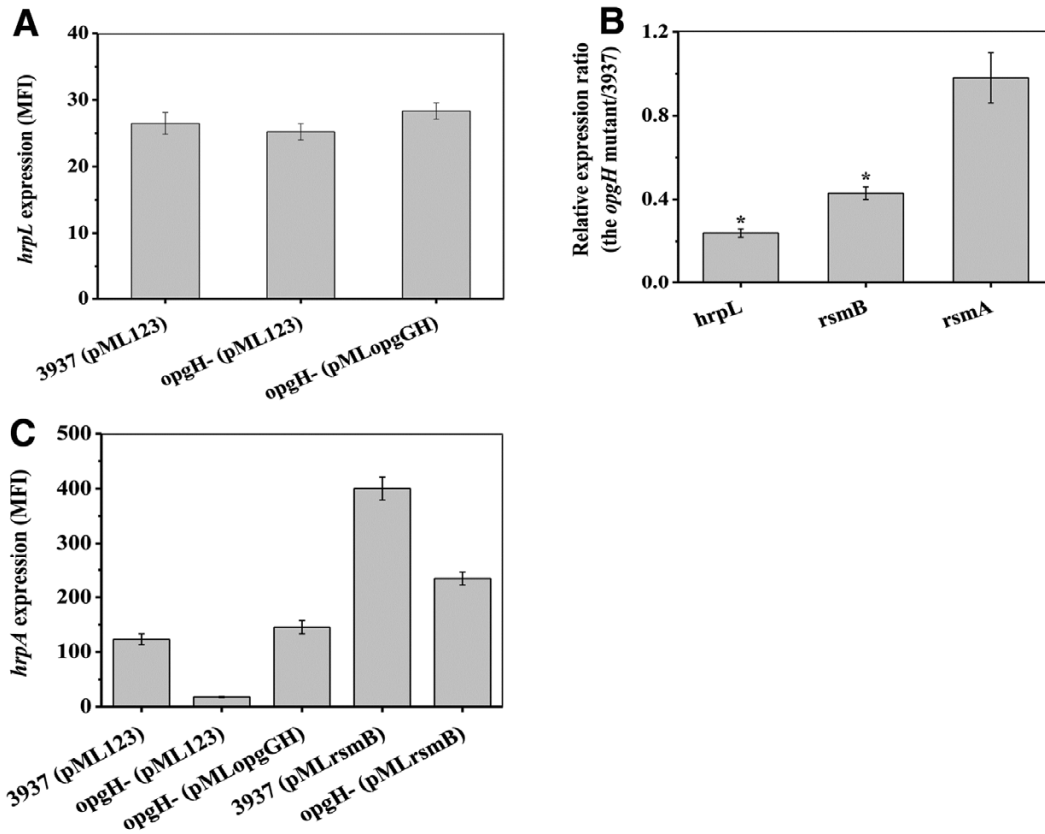 A
hrpL expression (MFI)
40
30
20
10
0
3937 (pML123)
opgH- (pML123)
opgH- (pMLopgGH)
B
Relative expression ratio
(the opgH mutant/3937)
1.2
0.8
0.4
0.0
*
*
hrpL
rsmB
rsmA
C
hrpA expression (MFI)
500
400
300
200
100
0
3937 (pML123)
opgH- (pML123)
opgH- (pMLopgGH)
3937 (pMLrsmB)
opgH- (pMLrsmB)